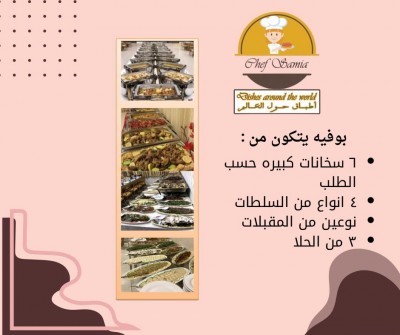 Chef Samia
Dishes around the world
أطباق حول العالم
بوفيه يتكون من :
٦ سخانات كبيره حسب
الطلب
٤ انواع من السلطات
نوعين من المقبلات
٣ من الحلا